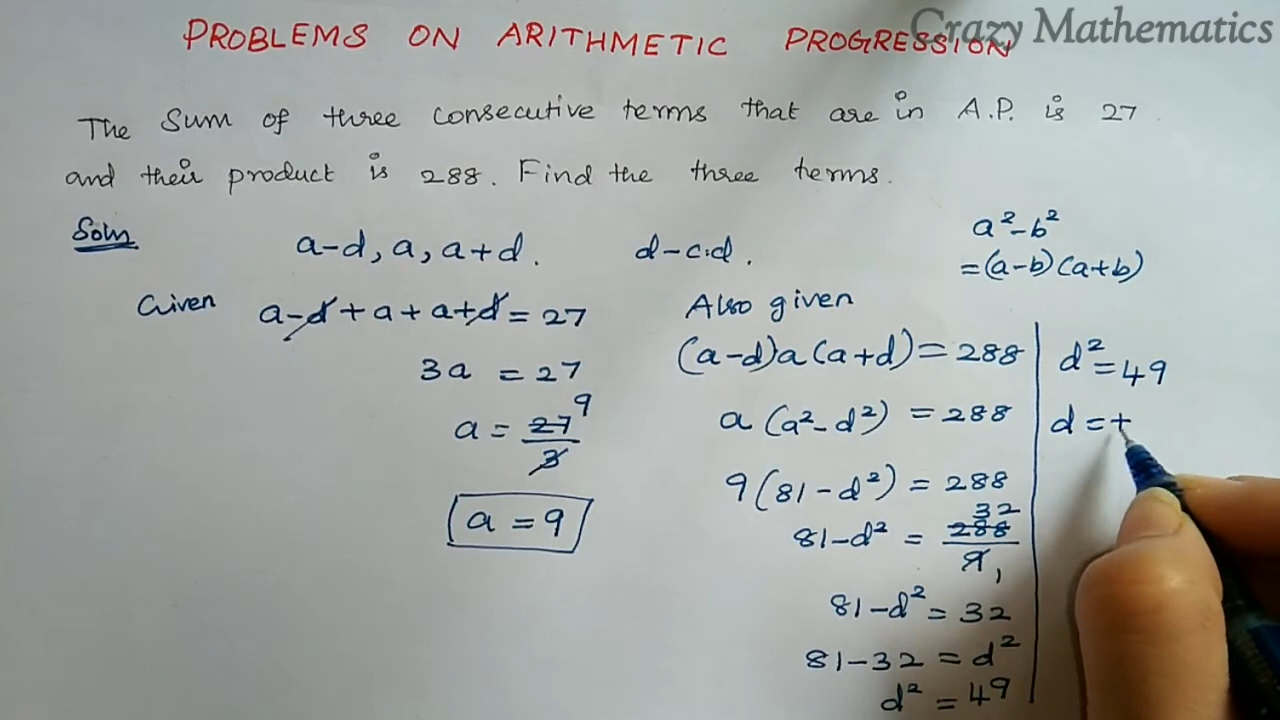 Crazy Mathematics
PROBLEMS ON ARITHMETIC PROGRESSION
The Sum of three consecutive terms that are in A.P. is 27
and their product is 288. Find the three terms.
Soln
a-d, a, a+d.
d-c.d.
a²-b²
=(a-b)(a+b)
Given a-d+a+a+d=27
3a = 27
a = 27/3 9
a = 9
Also given
(a-d)a(a+d)=288
a(a²-d²) = 288
9(81-d²) = 288
81-d² = 288/9 32 1
81-d² = 32
81-32 = d²
d² = 49
d²=49
d=+